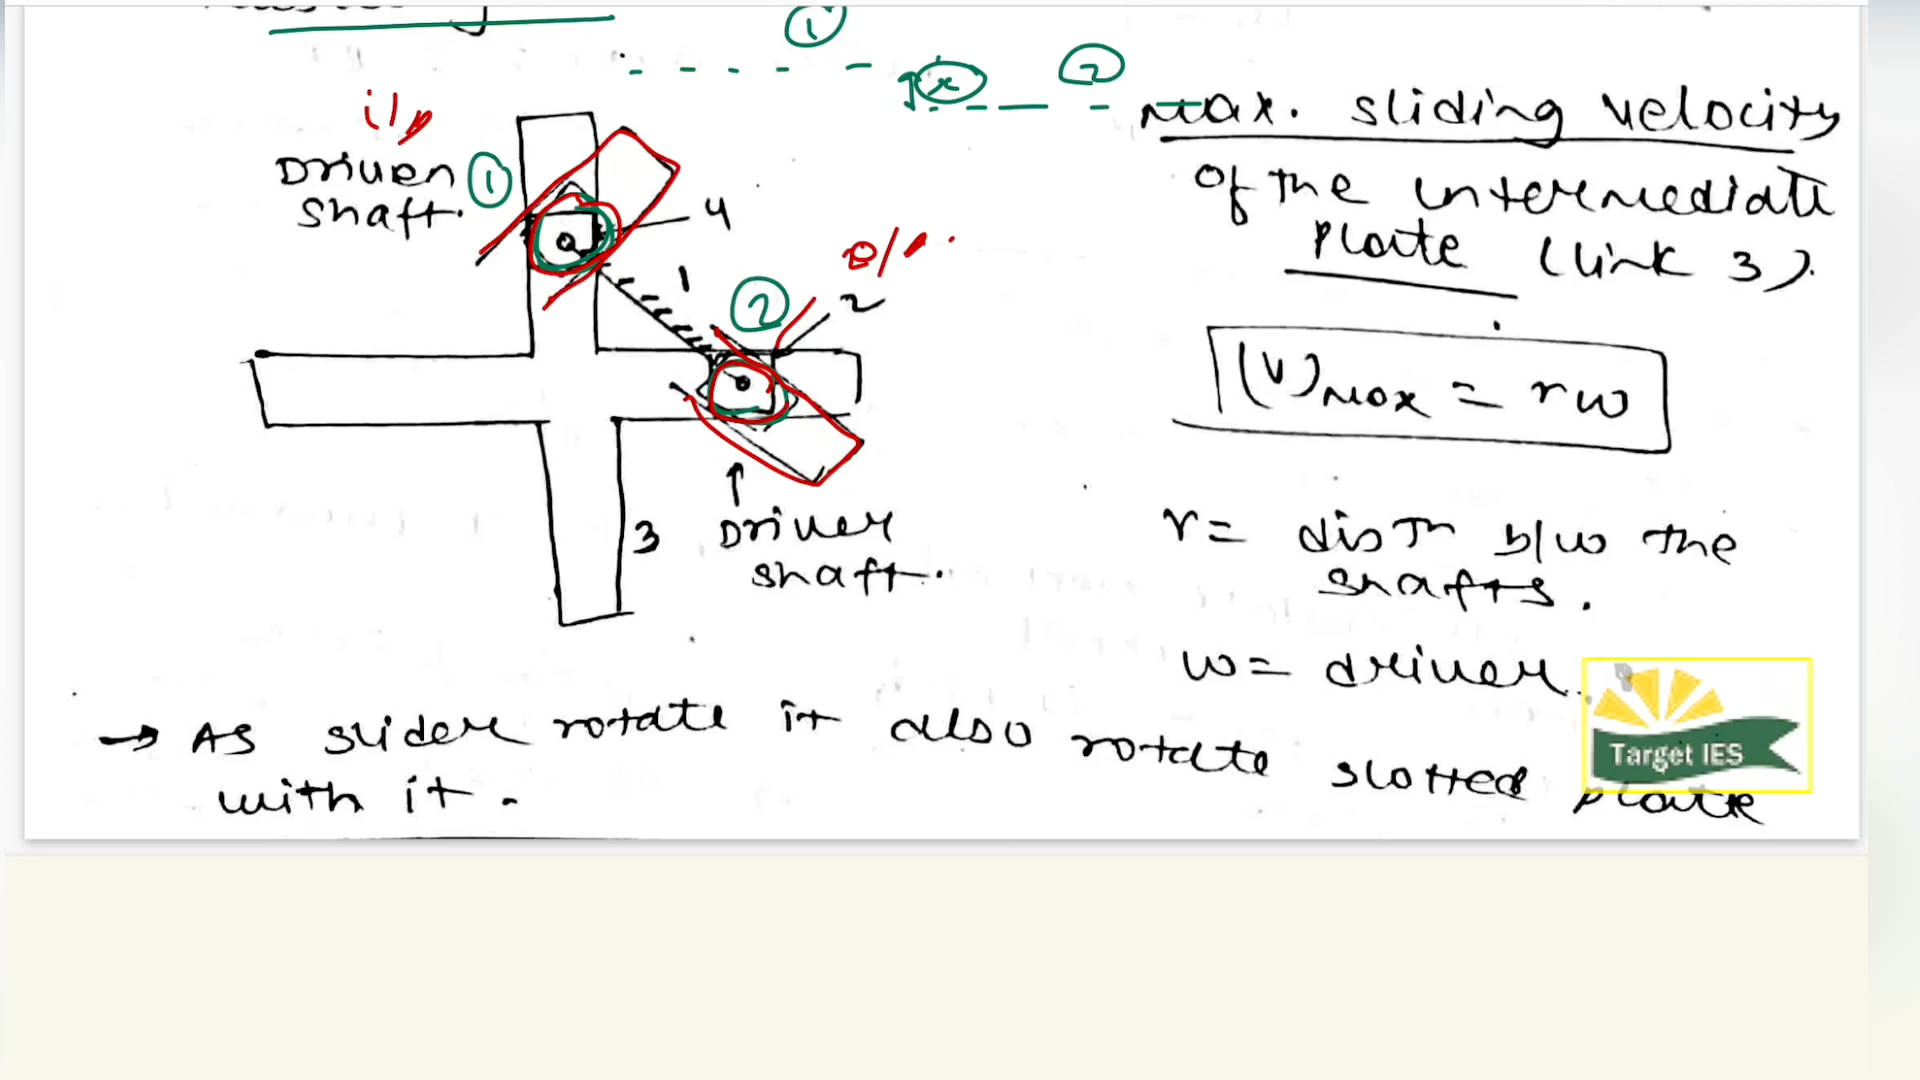 1
x
2
Max. sliding velocity
of the intermediate
plate (link 3).
i/p
Driven 1
shaft.
4
1
2
2
(V)max = rw
3
Driver
shaft.
r = distn b/w the
shafts.
w = driver.
→ As slider rotate it also rotate slotted plate
with it.
Target IES